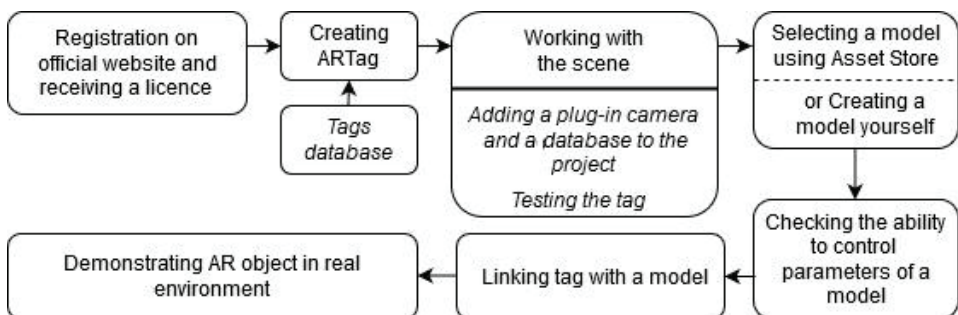 Registration on
official website and
receiving a licence
Creating
ARTag
Tags
database
Working with
the scene
Adding a plug-in camera
and a database to the
project
Testing the tag
Selecting a model
using Asset Store
or Creating a
model yourself
Checking the ability
to control
parameters of a
model
Linking tag with a model
Demonstrating AR object in real
environment